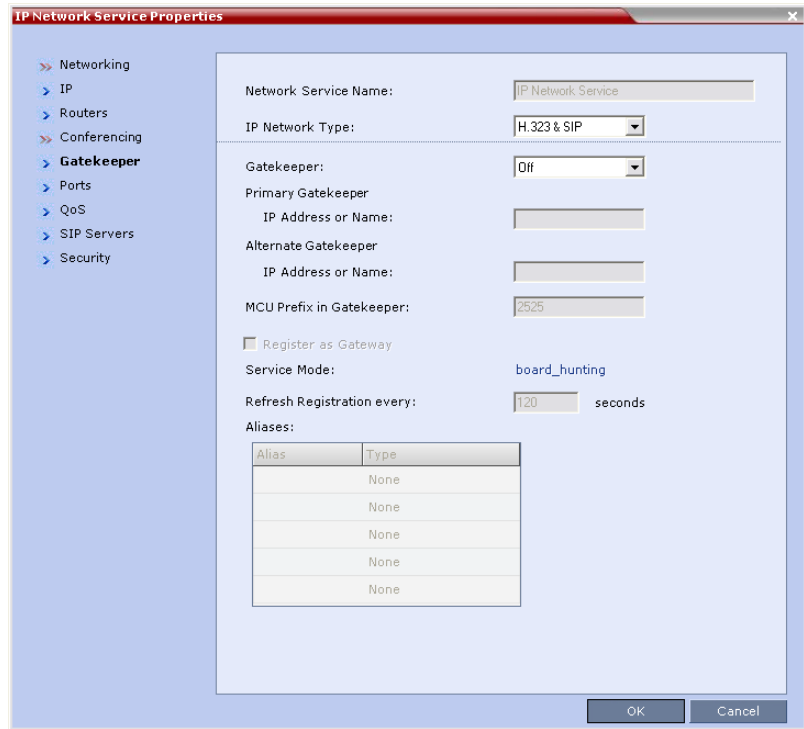 IP Network Service Properties
Networking
IP
Routers
Conferencing
Gatekeeper
Ports
QoS
SIP Servers
Security
Network Service Name: IP Network Service
IP Network Type: H.323 & SIP
Gatekeeper: Off
Primary Gatekeeper
IP Address or Name:
Alternate Gatekeeper
IP Address or Name:
MCU Prefix in Gatekeeper: 2525
Register as Gateway
Service Mode: board_hunting
Refresh Registration every: 120 seconds
Aliases:
Alias Type
None
None
None
None
None
OK Cancel